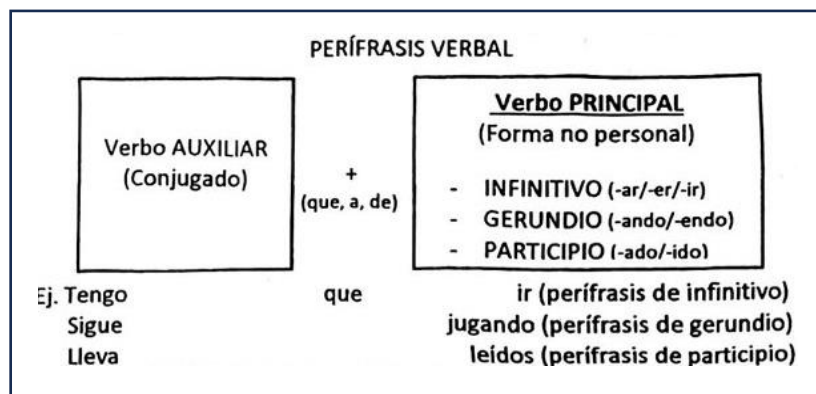 PERÍFRASIS VERBAL
Verbo AUXILIAR
(Conjugado)
+
(que, a, de)
Verbo PRINCIPAL
(Forma no personal)
- INFINITIVO (-ar/-er/-ir)
- GERUNDIO (-ando/-endo)
- PARTICIPIO (-ado/-ido)
Ej. Tengo que ir (perífrasis de infinitivo)
Sigue jugando (perífrasis de gerundio)
Lleva leídos (perífrasis de participio)